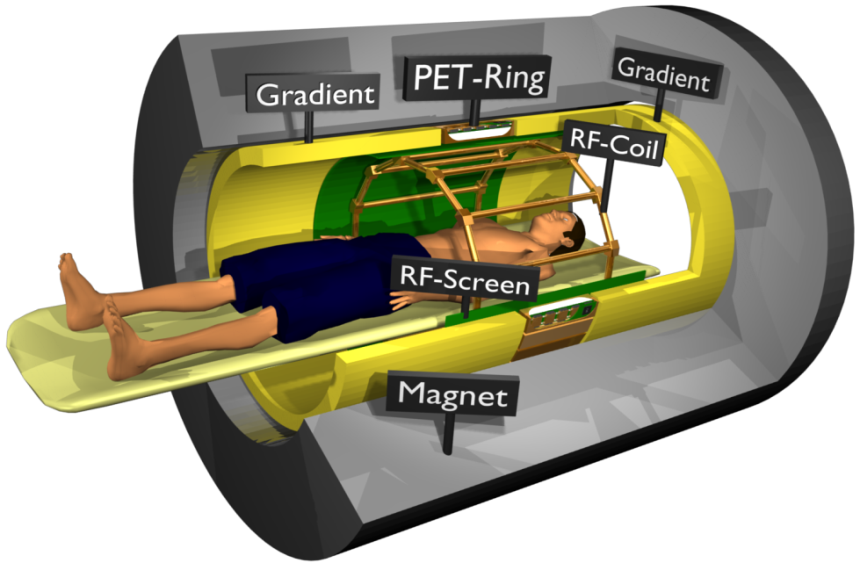 Gradient
PET-Ring
Gradient
RF-Coil
RF-Screen
Magnet